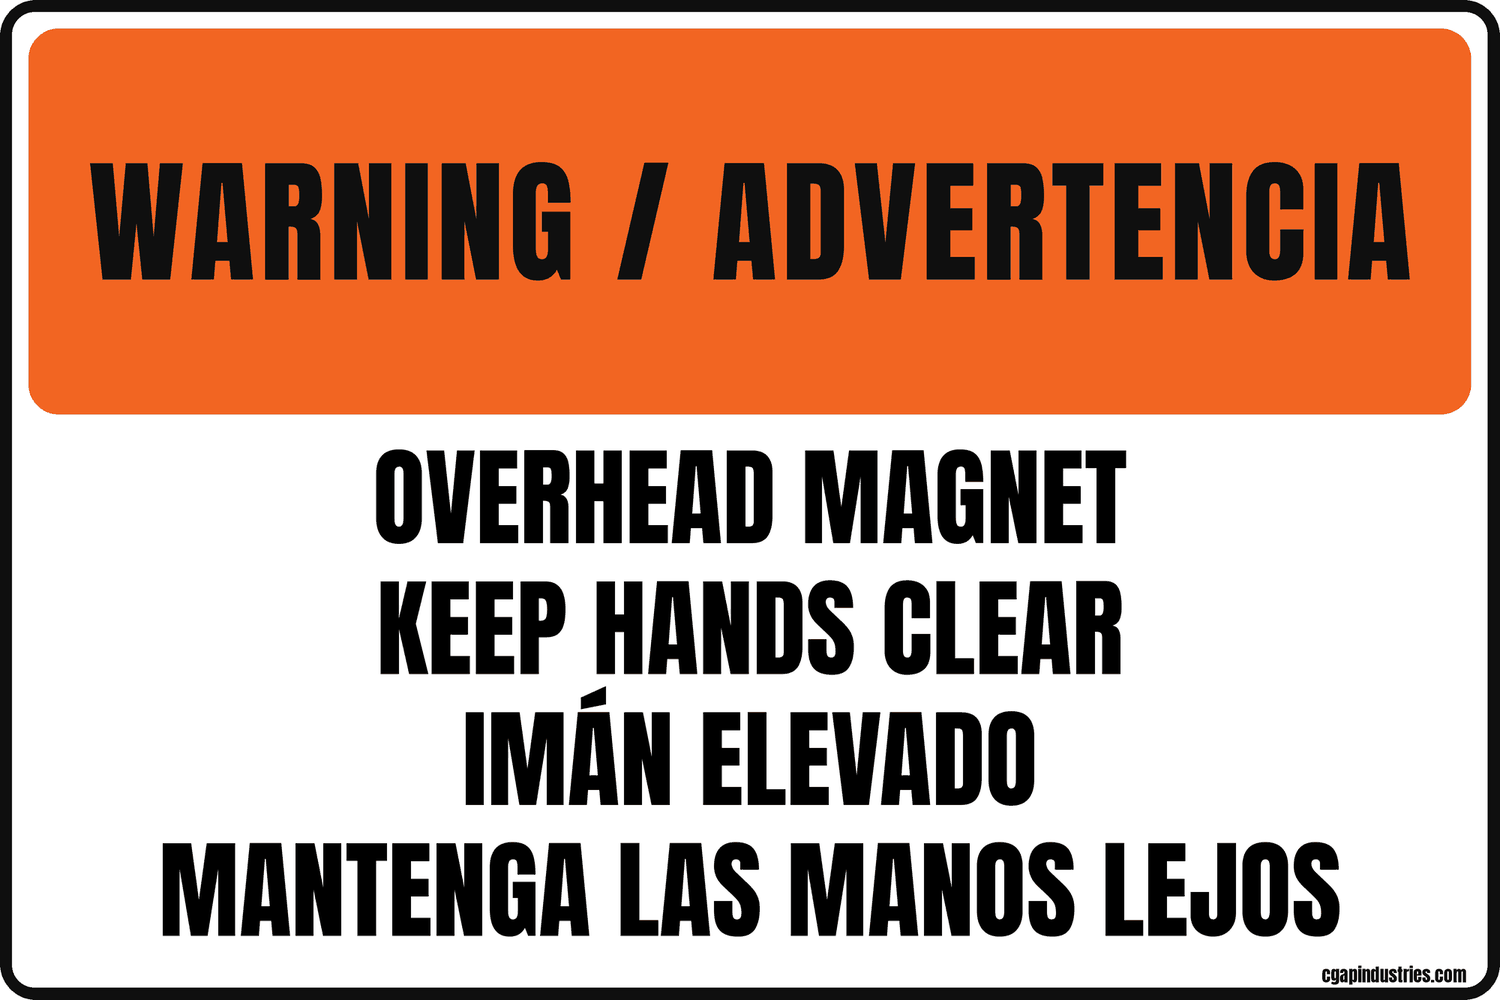 WARNING / ADVERTENCIA
OVERHEAD MAGNET
KEEP HANDS CLEAR
IMÁN ELEVADO
MANTENGA LAS MANOS LEJOS
cgapindustries.com